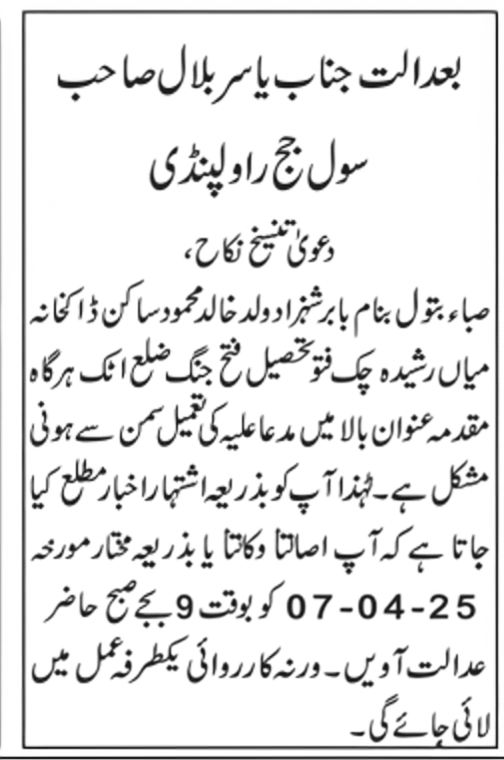 بعدالت جناب یاسر بلال صاحب
سول جج راولپنڈی
دعویٰ تنسیخ نکاح،
صباء بتول بنام بابر شہزاد ولد خالد محمود ساکن ڈاکخانہ
میاں رشیدہ چک فتو تحصیل فتح جنگ ضلع اٹک ہرگاہ
مقدمہ عنوان بالا میں مدعا علیہ کی تعمیل سمن سے ہونی
مشکل ہے۔ لہٰذا آپ کو بذریعہ اشتہار اخبار مطلع کیا
جاتا ہے کہ آپ اصالتا وکالتا یا بذریعہ مختار مورخہ
07-04-25 کو بوقت 9 بجے صبح حاضر
عدالت آویں۔ ورنہ کارروائی یکطرفہ عمل میں
لائی جائے گی۔